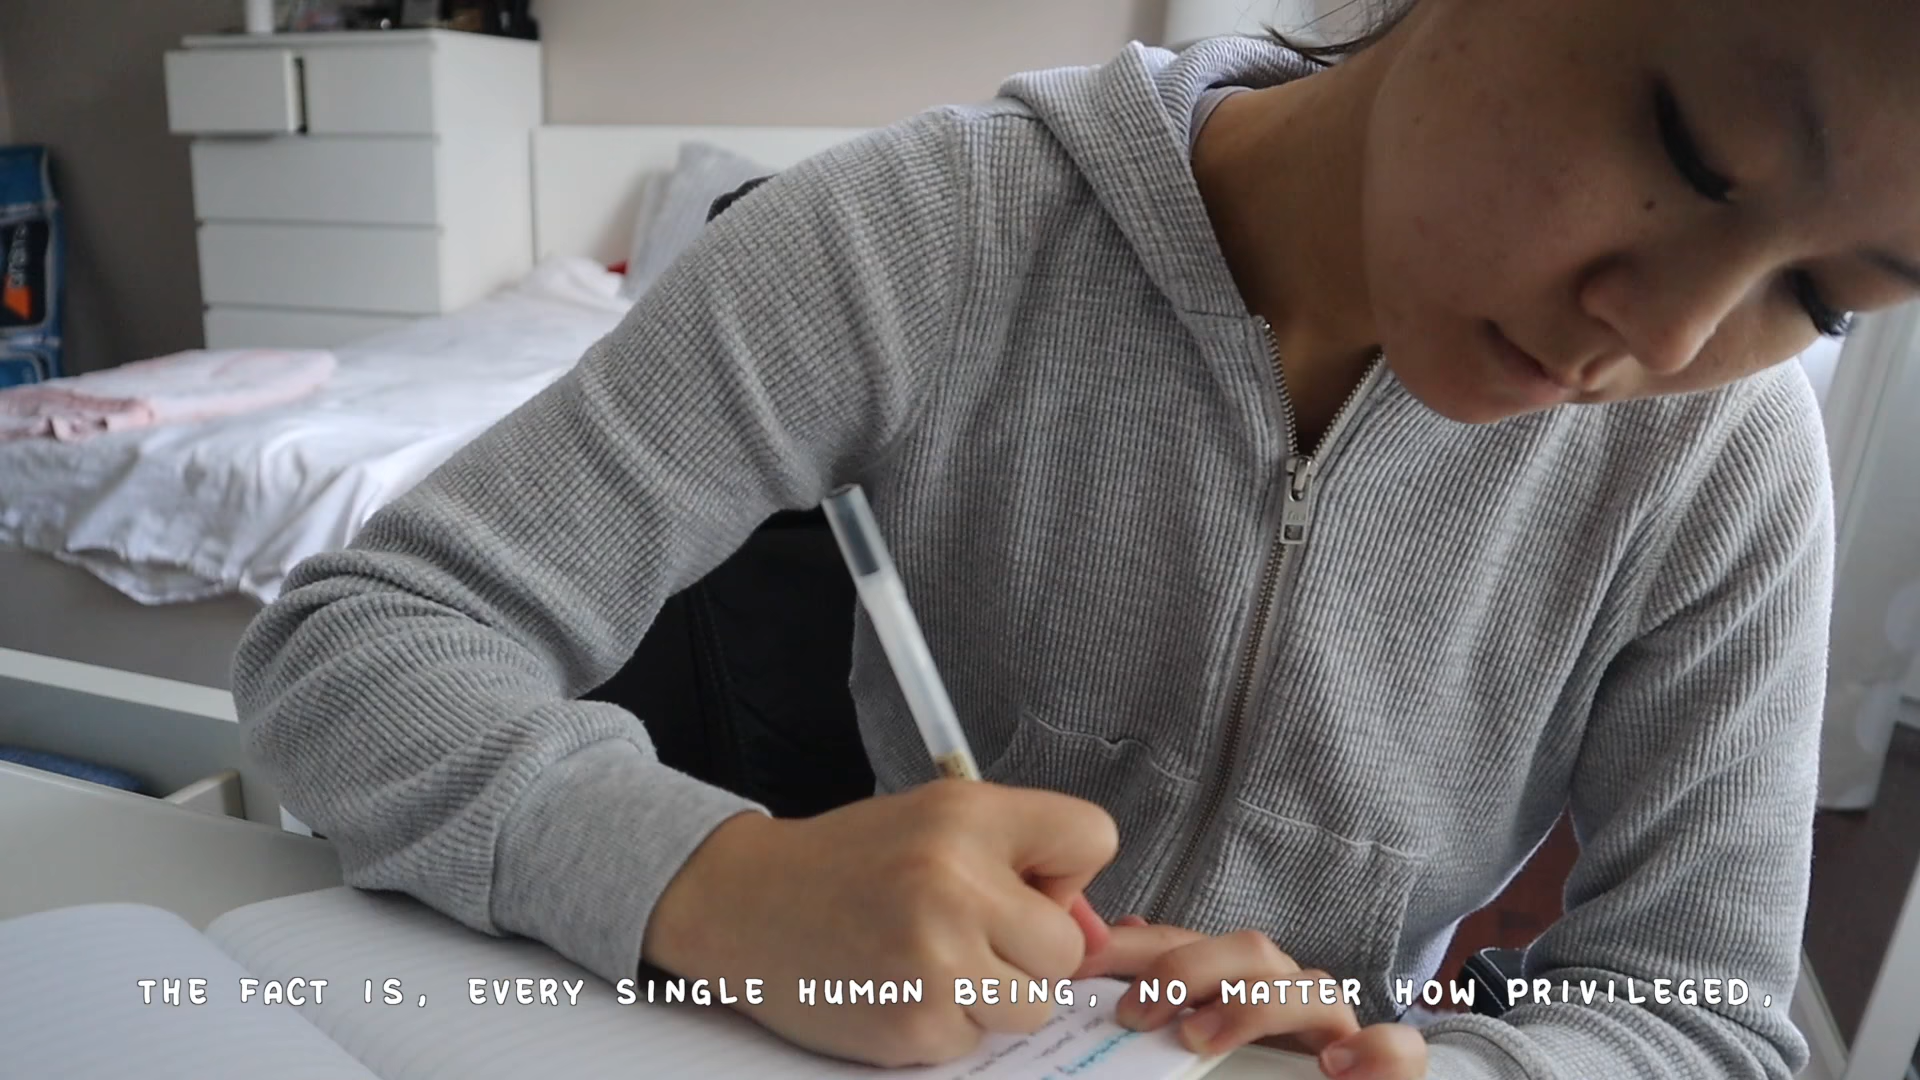 THE FACT IS, EVERY SINGLE HUMAN BEING, NO MATTER HOW PRIVILEGED,